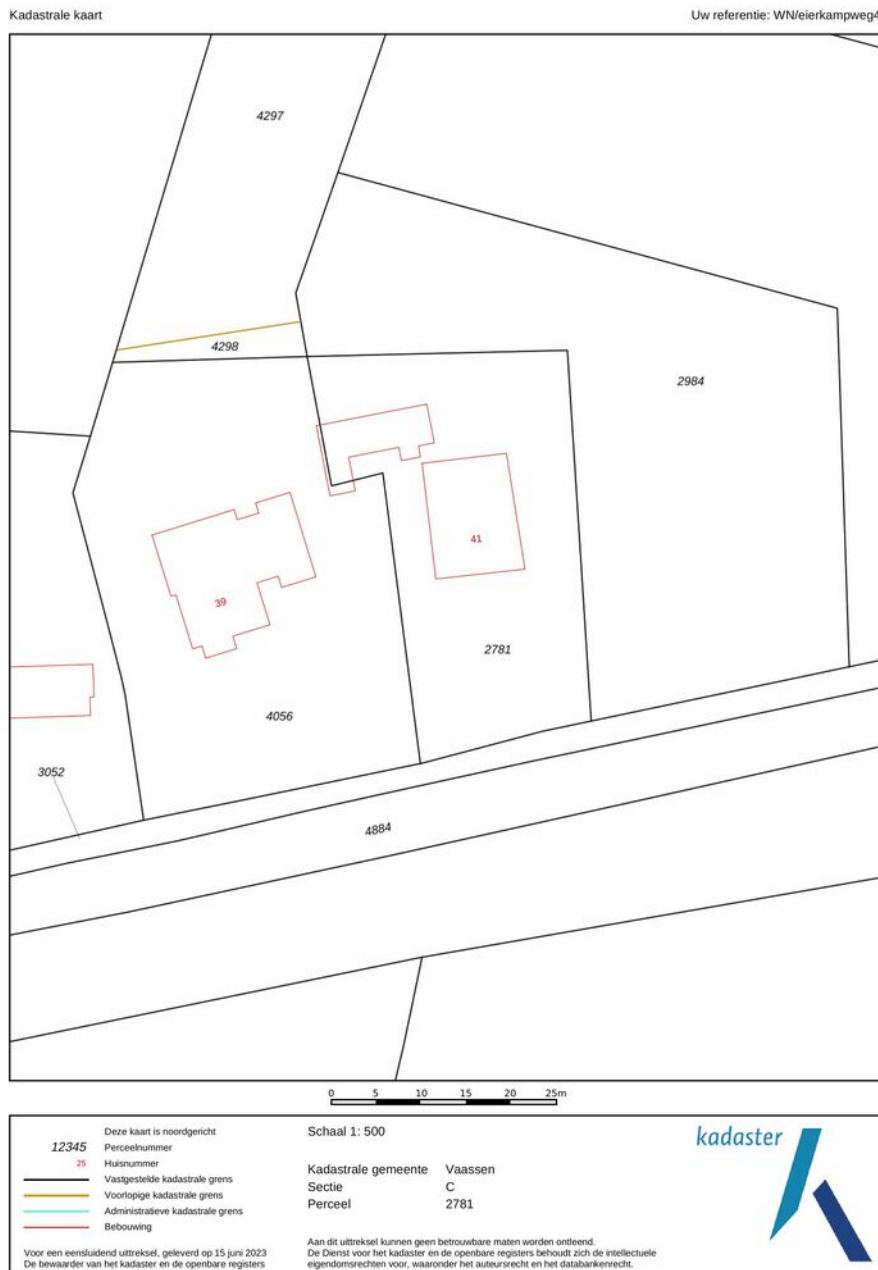 Kadastrale kaart
Uw referentie: WN/eierkampweg4
4297
4298
2984
41
39
2781
4056
3052
4884
0 5 10 15 20 25m
Deze kaart is noordgericht
12345 Perceelnummer
25 Huisnummer
Vastgestelde kadastrale grens
Voorlopige kadastrale grens
Administratieve kadastrale grens
Bebouwing
Voor een eensluidend uittreksel, geleverd op 15 juni 2023
De bewaarder van het kadaster en de openbare registers
Schaal 1: 500
Kadastrale gemeente Vaassen
Sectie C
Perceel 2781
Aan dit uittreksel kunnen geen betrouwbare maten worden ontleend.
De Dienst voor het kadaster en de openbare registers behoudt zich de intellectuele
eigendomsrechten voor, waaronder het auteursrecht en het databankenrecht.
kadaster